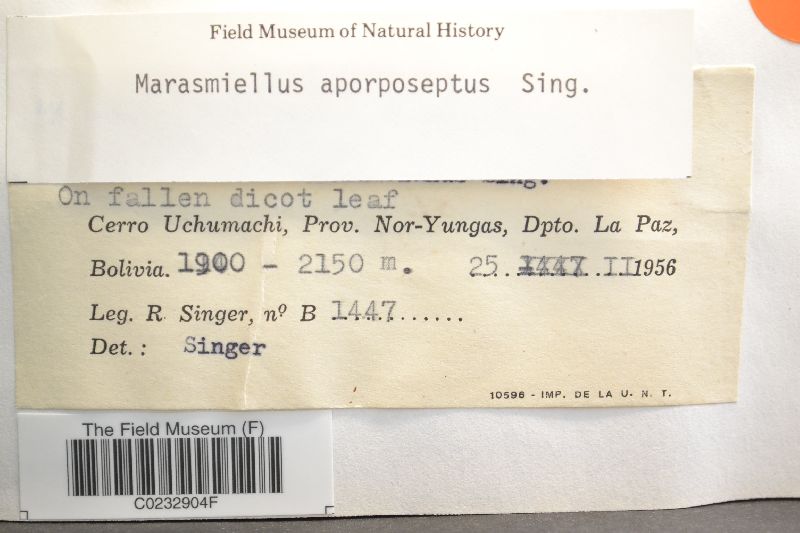 Field Museum of Natural History
Marasmiellus aporposeptus Sing.
Sing.
On fallen dicot leaf
Cerro Uchumachi, Prov. Nor-Yungas, Dpto. La Paz,
Bolivia. 1900 - 2150 m. 25. 1447 II 1956
Leg. R. Singer, nº B 1447......
Det.: Singer
10596 - IMP. DE LA U. N. T.
The Field Museum (F)
C0232904F